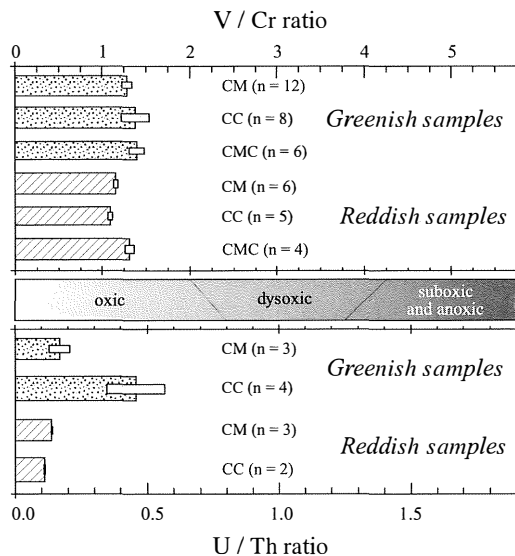 V / Cr ratio
0 1 2 3 4 5
CM (n = 12)
CC (n = 8)
Greenish samples
CMC (n = 6)
CM (n = 6)
CC (n = 5)
Reddish samples
CMC (n = 4)
oxic dysoxic suboxic
and anoxic
CM (n = 3)
Greenish samples
CC (n = 4)
CM (n = 3)
Reddish samples
CC (n = 2)
0.0 0.5 1.0 1.5
U / Th ratio